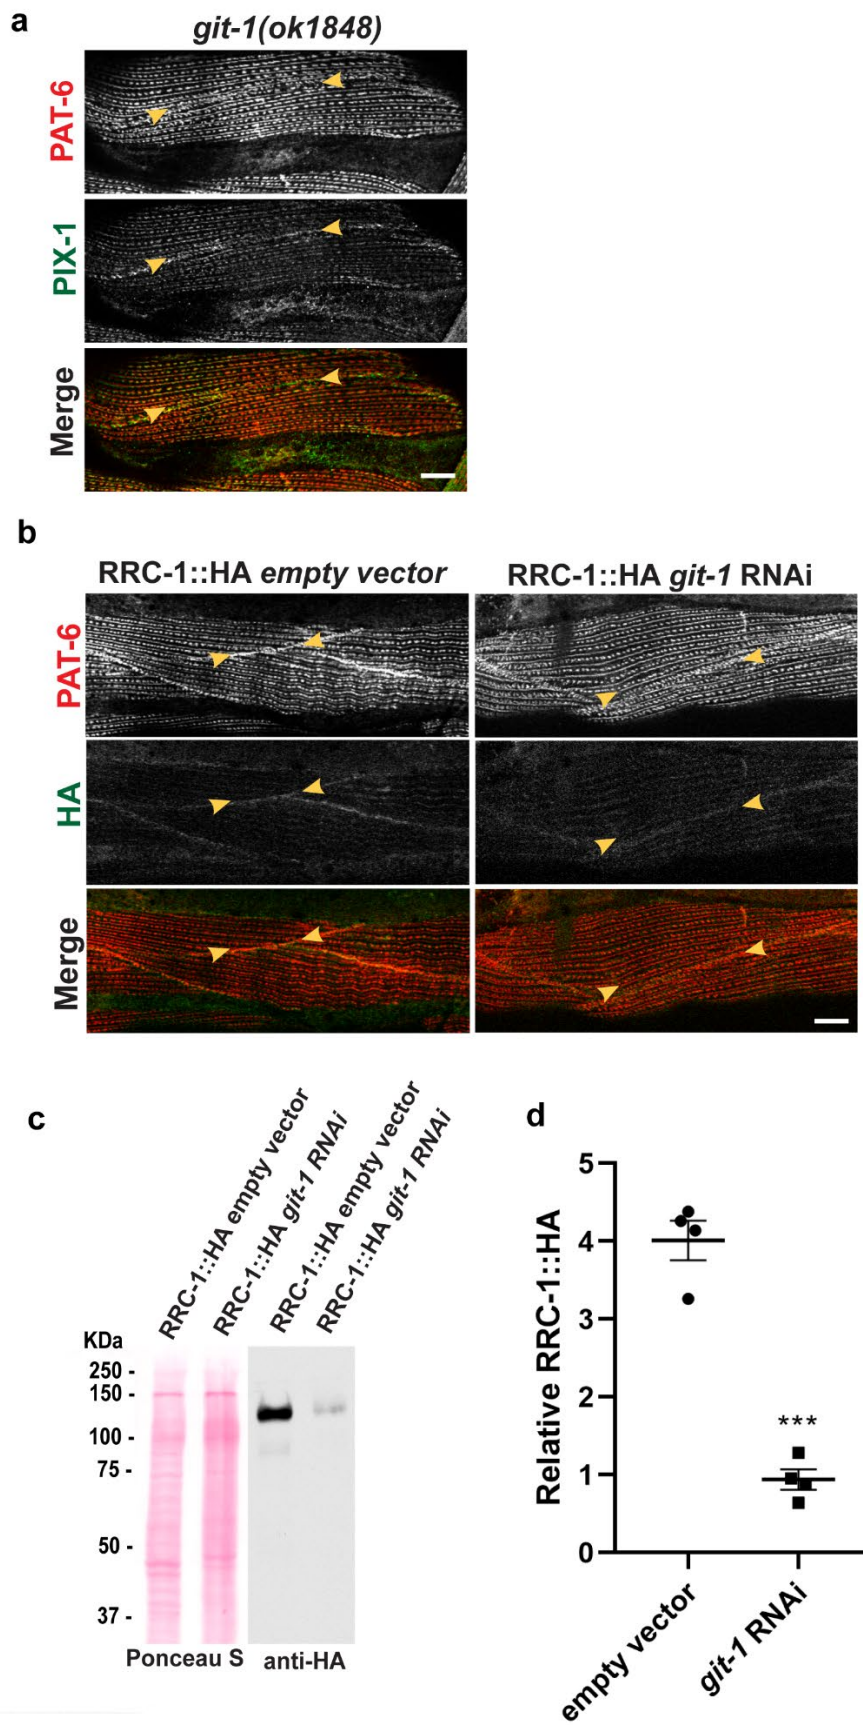 a
git-1(ok1848)
PAT-6
PIX-1
Merge
b
RRC-1::HA empty vector
RRC-1::HA git-1 RNAi
PAT-6
HA
Merge
c
RRC-1::HA empty vector
RRC-1::HA git-1 RNAi
RRC-1::HA empty vector
RRC-1::HA git-1 RNAi
KDa
250 -
150 -
100 -
75 -
50 -
37 -
Ponceau S
anti-HA
d
Relative RRC-1::HA
5
4
3
2
1
0
***
empty vector
git-1 RNAi